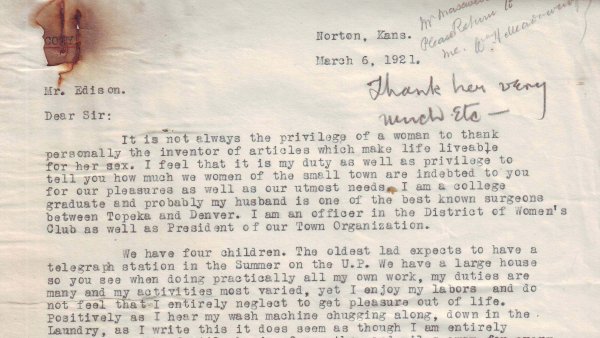 COPY
Please Return to
Norton, Kans.
me.
March 6, 1921.
Mr. Edison.
Thank her very
much Etc —
Dear Sir:
It is not always the privilege of a woman to thank
personally the inventor of articles which make life liveable
for her sex. I feel that it is my duty as well as privilege to
tell you how much we women of the small town are indebted to you
for our pleasures as well as our utmost needs. I am a college
graduate and probably my husband is one of the best known surgeons
between Topeka and Denver. I am an officer in the District of Women's
Club as well as President of our Town Organization.
We have four children. The oldest lad expects to have a
telegraph station in the Summer on the U.P. We have a large house
so you see when doing practically all my own work, my duties are
many and my activities most varied, yet I enjoy my labors and do
not feel that I entirely neglect to get pleasure out of life.
Positively as I hear my wash machine chugging along, down in the
Laundry, as I write this it does seem as though I am entirely